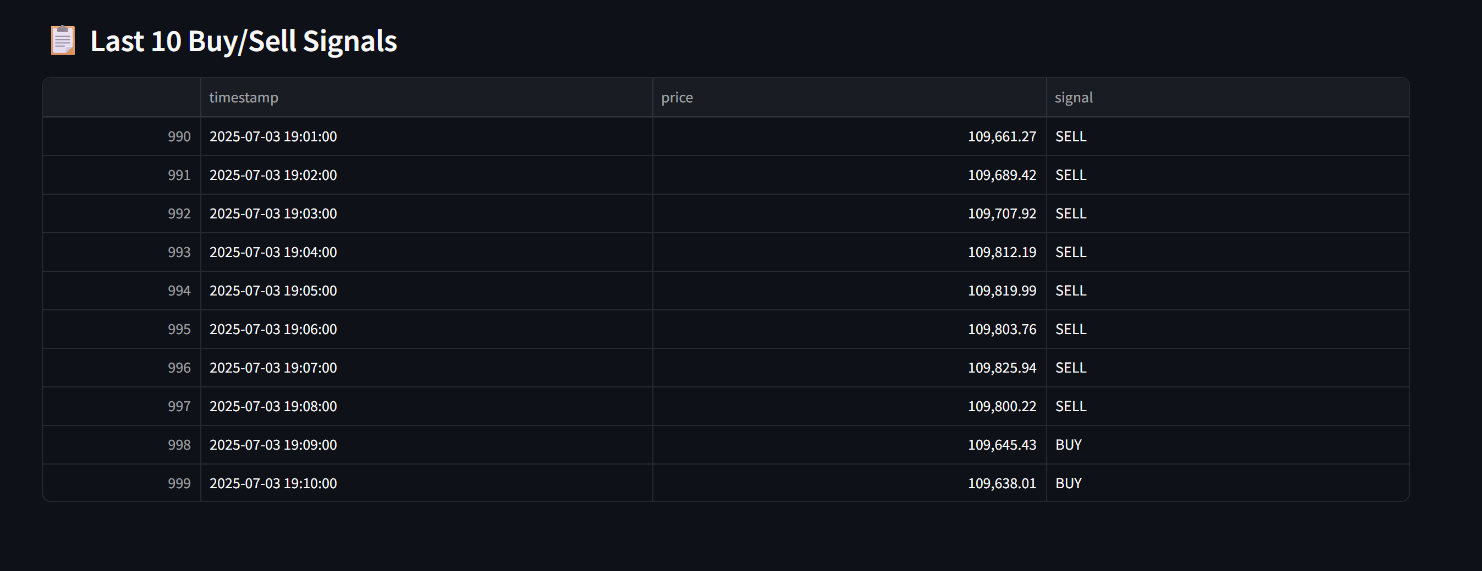 Last 10 Buy/Sell Signals
timestamp price signal
990 2025-07-03 19:01:00 109,661.27 SELL
991 2025-07-03 19:02:00 109,689.42 SELL
992 2025-07-03 19:03:00 109,707.92 SELL
993 2025-07-03 19:04:00 109,812.19 SELL
994 2025-07-03 19:05:00 109,819.99 SELL
995 2025-07-03 19:06:00 109,803.76 SELL
996 2025-07-03 19:07:00 109,825.94 SELL
997 2025-07-03 19:08:00 109,800.22 SELL
998 2025-07-03 19:09:00 109,645.43 BUY
999 2025-07-03 19:10:00 109,638.01 BUY